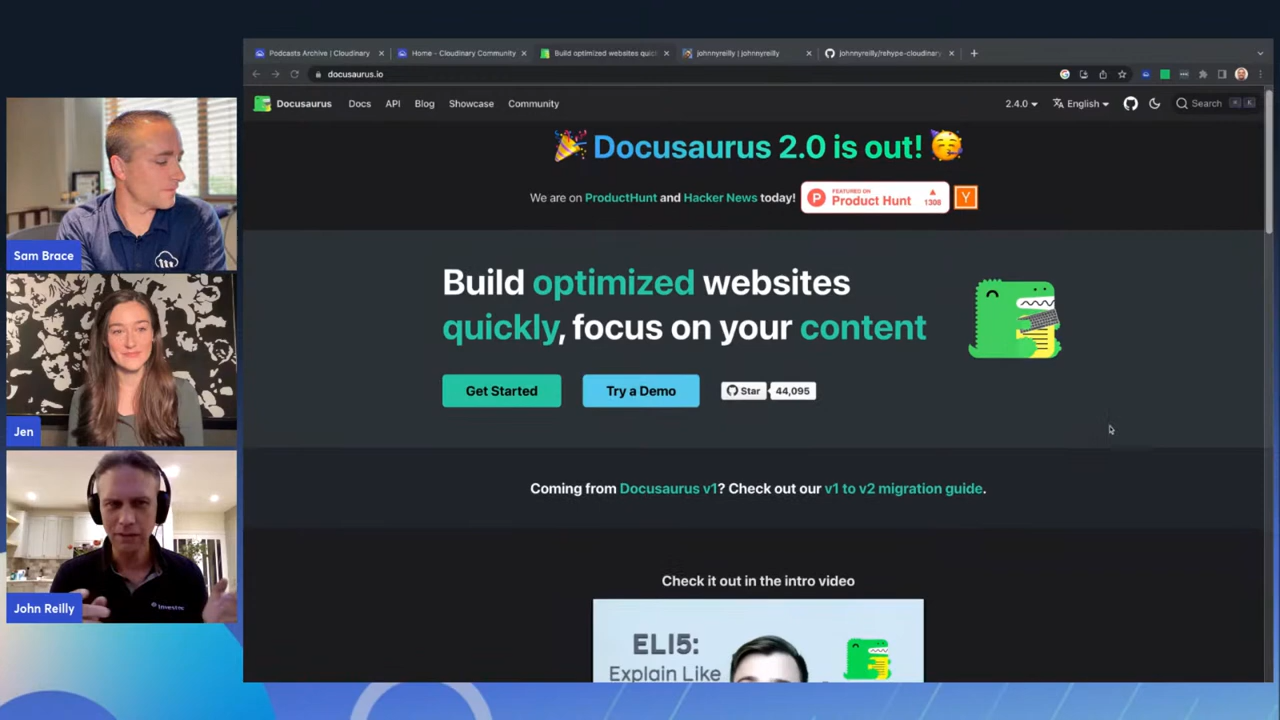 Podcasts Archive | Cloudinary
Home - Cloudinary Community
Build optimized websites quic
johnnyreilly | johnnyreilly
johnnyreilly/rehype-cloudinary
docusaurus.io
Docusaurus Docs API Blog Showcase Community 2.4.0 English Search K
Docusaurus 2.0 is out!
We are on ProductHunt and Hacker News today!
P FEATURED ON
Product Hunt
1308
Y
Build optimized websites
quickly, focus on your content
Get Started Try a Demo Star 44,095
Coming from Docusaurus v1? Check out our v1 to v2 migration guide.
Check it out in the intro video
ELI5:
Explain Like
Sam Brace
Jen
John Reilly